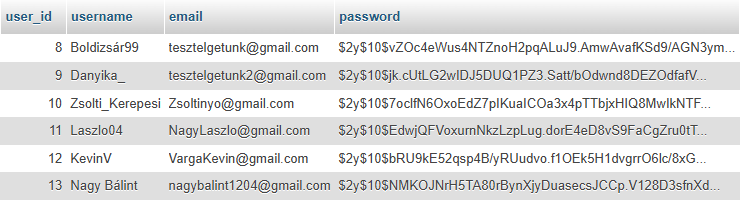 user_id username email password
8 Boldizsár99 tesztelgetunk@gmail.com $2y$10$vZOc4eWus4NTZnoH2pqALuJ9.AmwAvafKSd9/AGN3ym...
9 Danyika_ tesztelgetunk2@gmail.com $2y$10$jk.cUtLG2wIDJ5DUQ1PZ3.Satt/bOdwnd8DEZOdfafV...
10 Zsolti_Kerepesi Zsoltinyo@gmail.com $2y$10$7oclfN6OxoEdZ7pIKuaICOa3x4pTTbjxHIQ8MwIkNTF...
11 Laszlo04 NagyLaszlo@gmail.com $2y$10$EdwjQFVoxurnNkzLzpLug.dorE4eD8vS9FaCgZru0tT...
12 KevinV VargaKevin@gmail.com $2y$10$bRU9kE52qsp4B/yRUudvo.f1OEk5H1dvgrrO6lc/8xG...
13 Nagy Bálint nagybalint1204@gmail.com $2y$10$NMKOJNrH5TA80rBynXjyDuasecsJCCp.V128D3sfnXd...